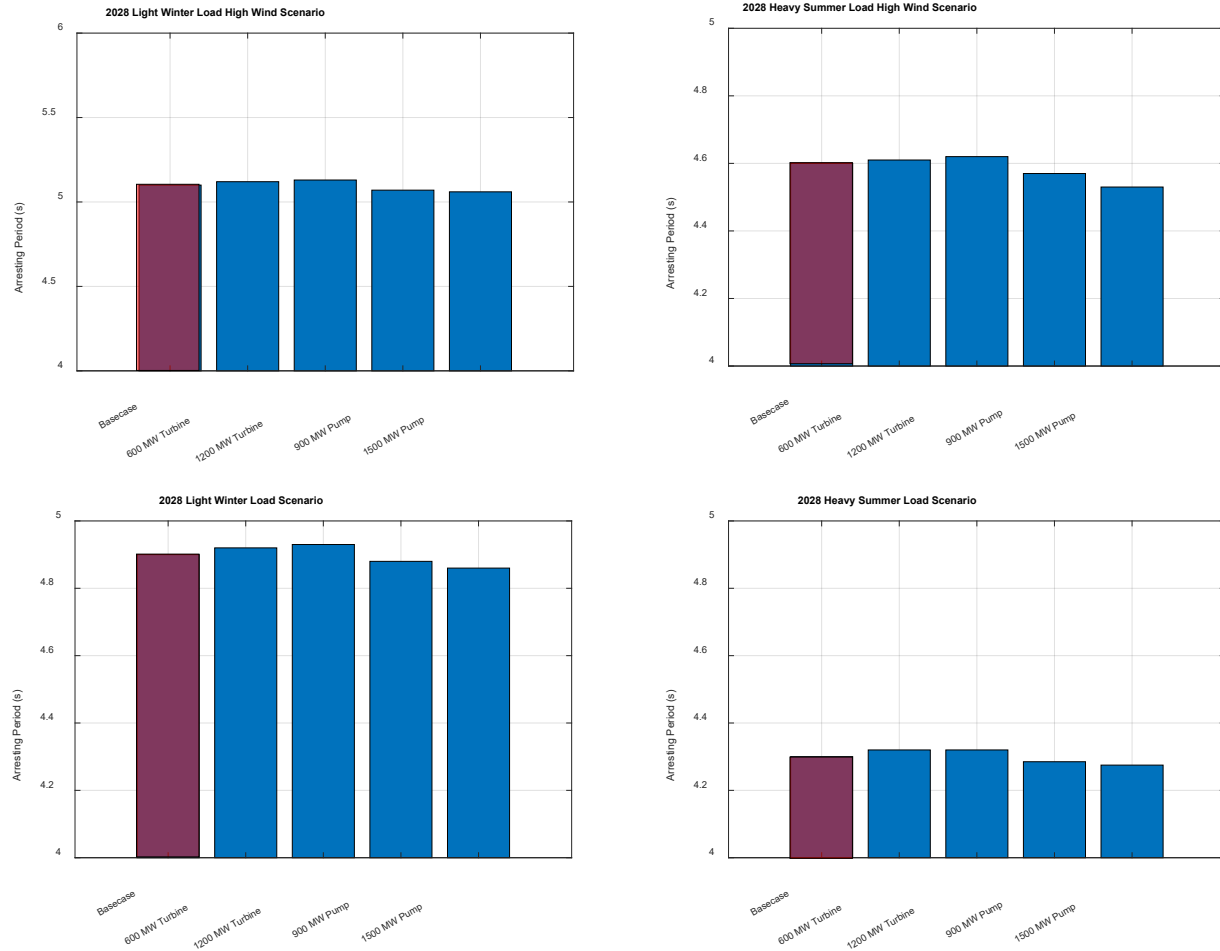 2028 Light Winter Load High Wind Scenario
6
5.5
5
4.5
4
Arresting Period (s)
Basecase
600 MW Turbine
1200 MW Turbine
900 MW Pump
1500 MW Pump
2028 Heavy Summer Load High Wind Scenario
5
4.8
4.6
4.4
4.2
4
Arresting Period (s)
Basecase
600 MW Turbine
1200 MW Turbine
900 MW Pump
1500 MW Pump
2028 Light Winter Load Scenario
5
4.8
4.6
4.4
4.2
4
Arresting Period (s)
Basecase
600 MW Turbine
1200 MW Turbine
900 MW Pump
1500 MW Pump
2028 Heavy Summer Load Scenario
5
4.8
4.6
4.4
4.2
4
Arresting Period (s)
Basecase
600 MW Turbine
1200 MW Turbine
900 MW Pump
1500 MW Pump